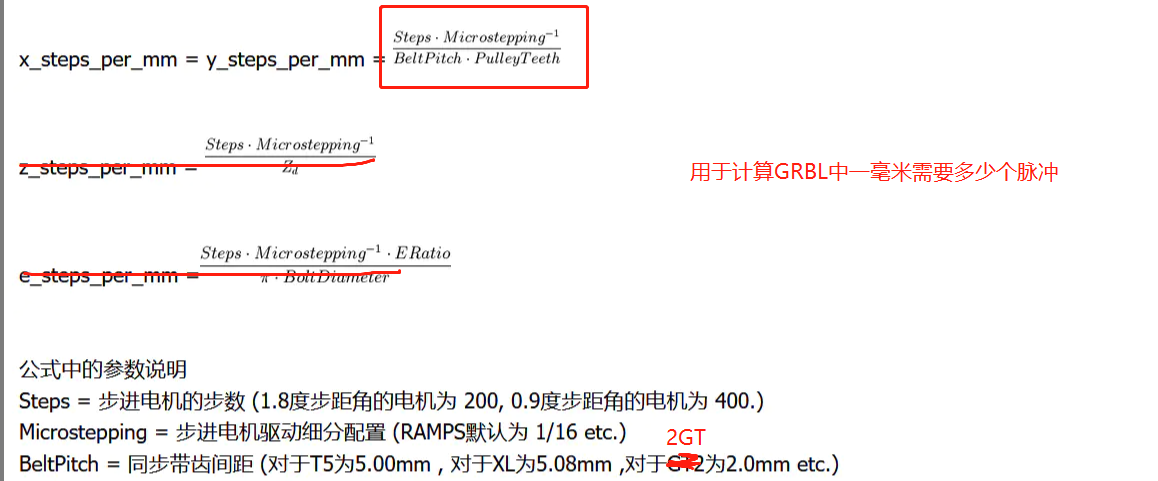 x_steps_per_mm = y_steps_per_mm = \frac{Steps \cdot Microstepping^{-1}}{BeltPitch \cdot PulleyTeeth}
z_steps_per_mm = \frac{Steps \cdot Microstepping^{-1}}{Z_d}
用于计算GRBL中一毫米需要多少个脉冲
e_steps_per_mm = \frac{Steps \cdot Microstepping^{-1} \cdot ERatio}{\pi \cdot BoltDiameter}
公式中的参数说明
Steps = 步进电机的步数 (1.8度步距角的电机为 200, 0.9度步距角的电机为 400.)
Microstepping = 步进电机驱动细分配置 (RAMPS默认为 1/16 etc.)
2GT
BeltPitch = 同步带齿间距 (对于T5为5.00mm , 对于XL为5.08mm ,对于GT2为2.0mm etc.)